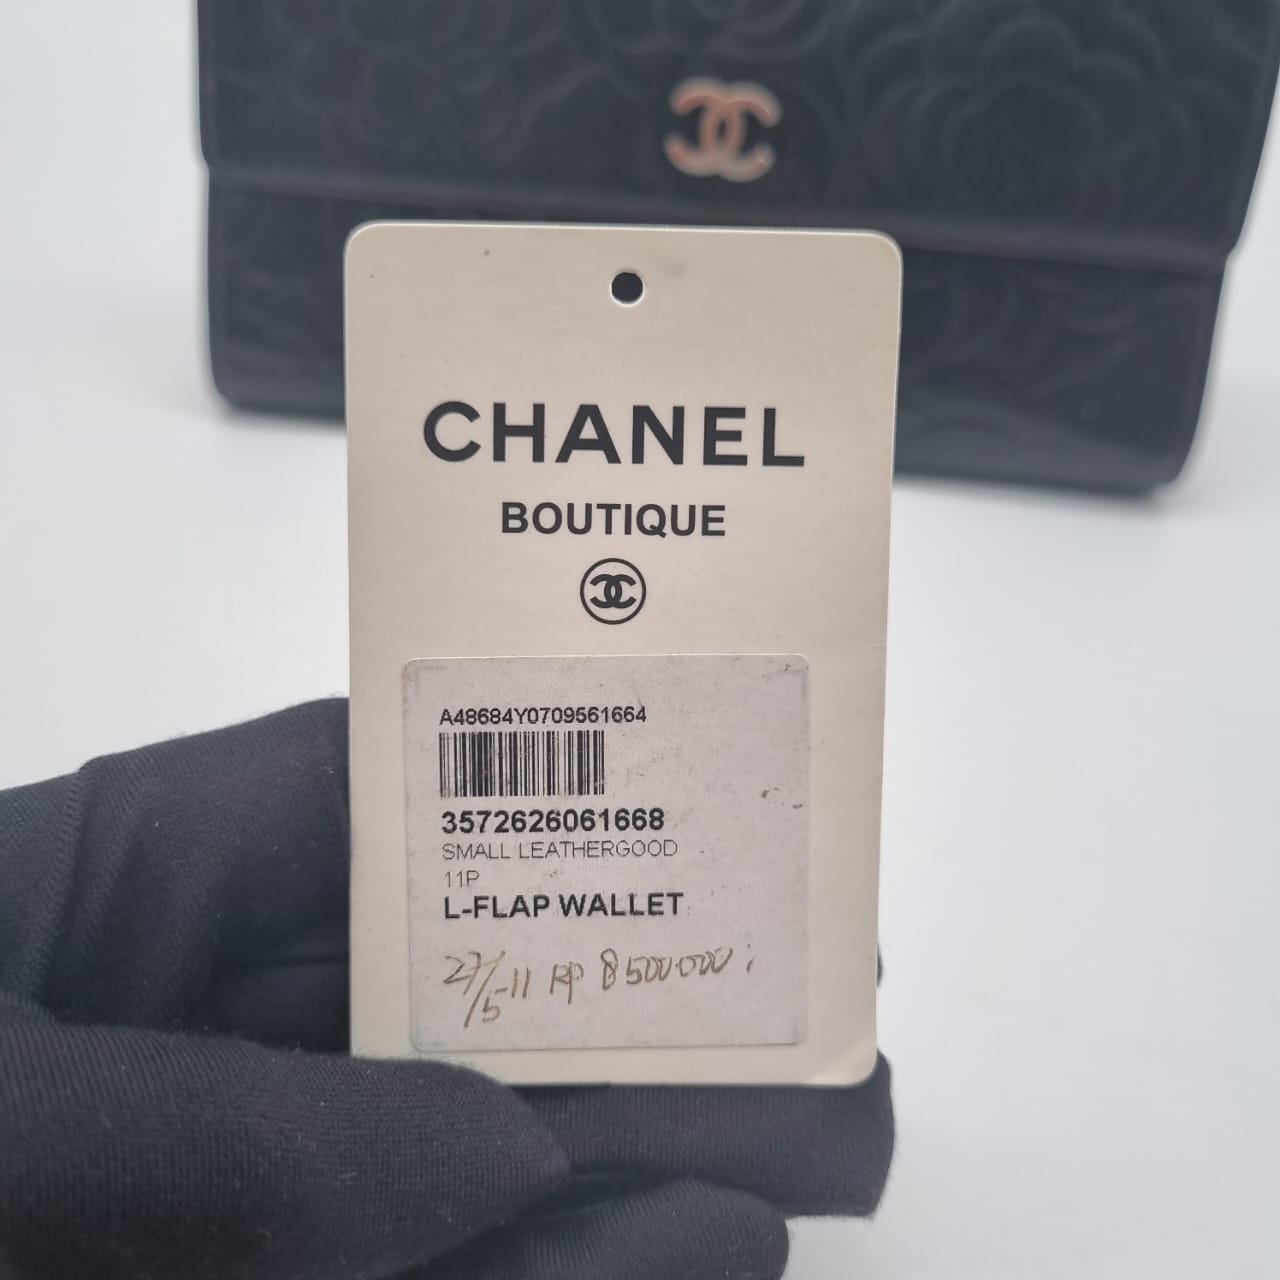 CHANEL
BOUTIQUE
A48684Y0709561664
3572626061668
SMALL LEATHERGOOD
11P
L-FLAP WALLET
27/5-11 RP 8500.000;